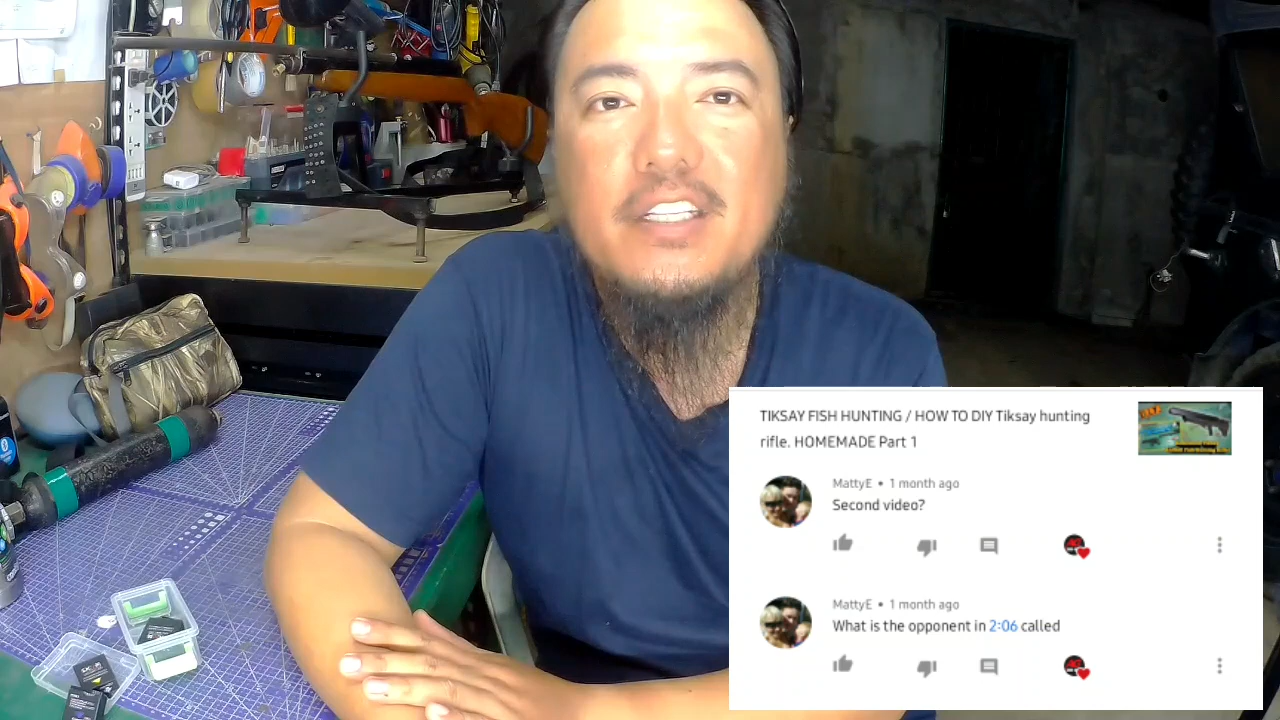 TIKSAY FISH HUNTING / HOW TO DIY Tiksay hunting
rifle. HOMEMADE Part 1
MattyE • 1 month ago
Second video?
MattyE • 1 month ago
What is the opponent in 2:06 called